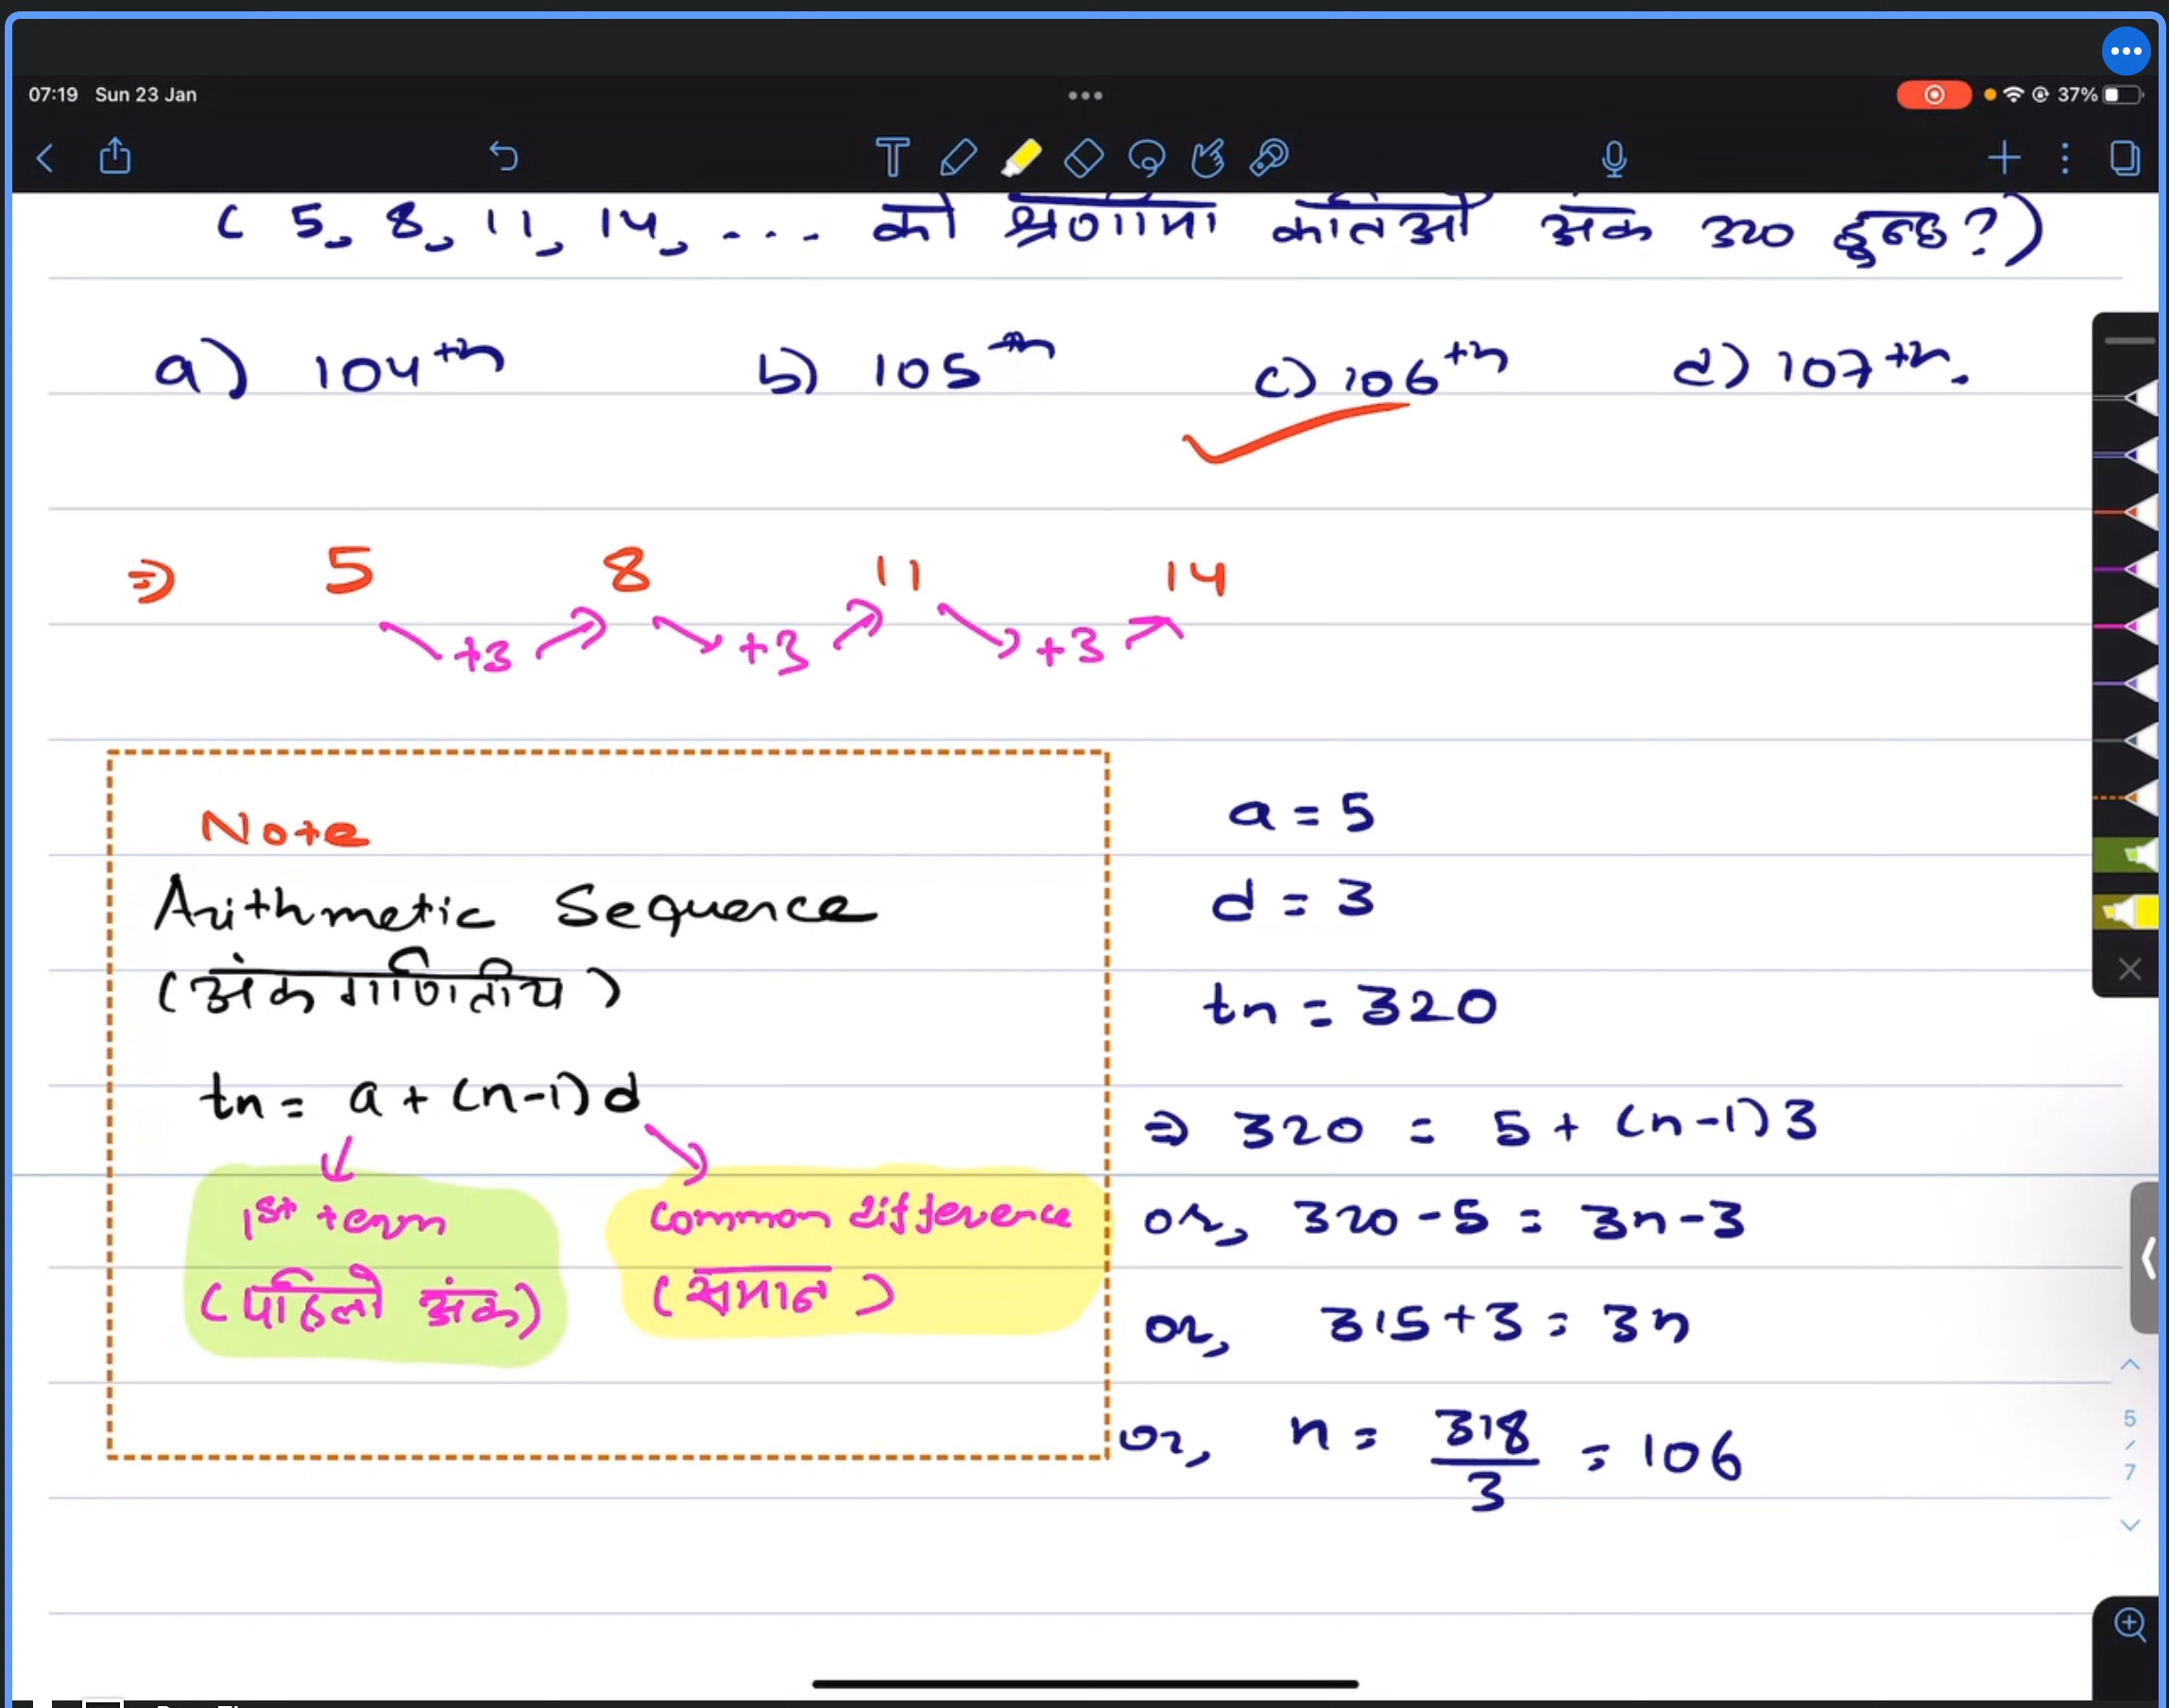 07:19 Sun 23 Jan
37%
( 5, 8, 11, 14, ... को श्रेणीमा कतिऔं अंक 320 हुन्छ?)
a) 104th b) 105th c) 106th d) 107th.
⇒ 5 8 11 14
+3 +3 +3
Note
Arithmetic Sequence
(अंक गणितीय)
tn = a + (n-1)d
1st term common difference
(पहिलो अंक) (समान)
a = 5
d = 3
tn = 320
⇒ 320 = 5 + (n-1)3
or, 320 - 5 = 3n - 3
or, 315 + 3 = 3n
or, n = 318/3 = 106
5
7